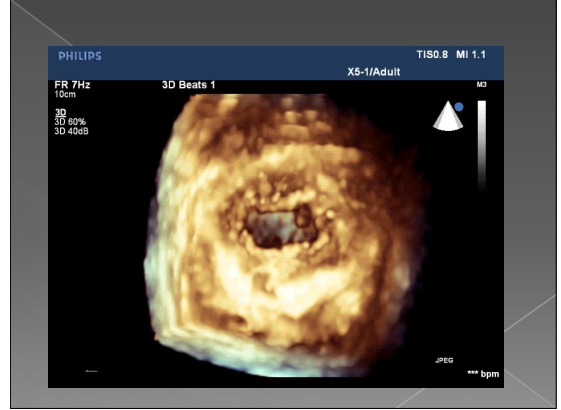 PHILIPS
TIS0.8 MI 1.1
X5-1/Adult
FR 7Hz
10cm
3D Beats 1
M3
3D
3D 60%
3D 40dB
JPEG
*** bpm